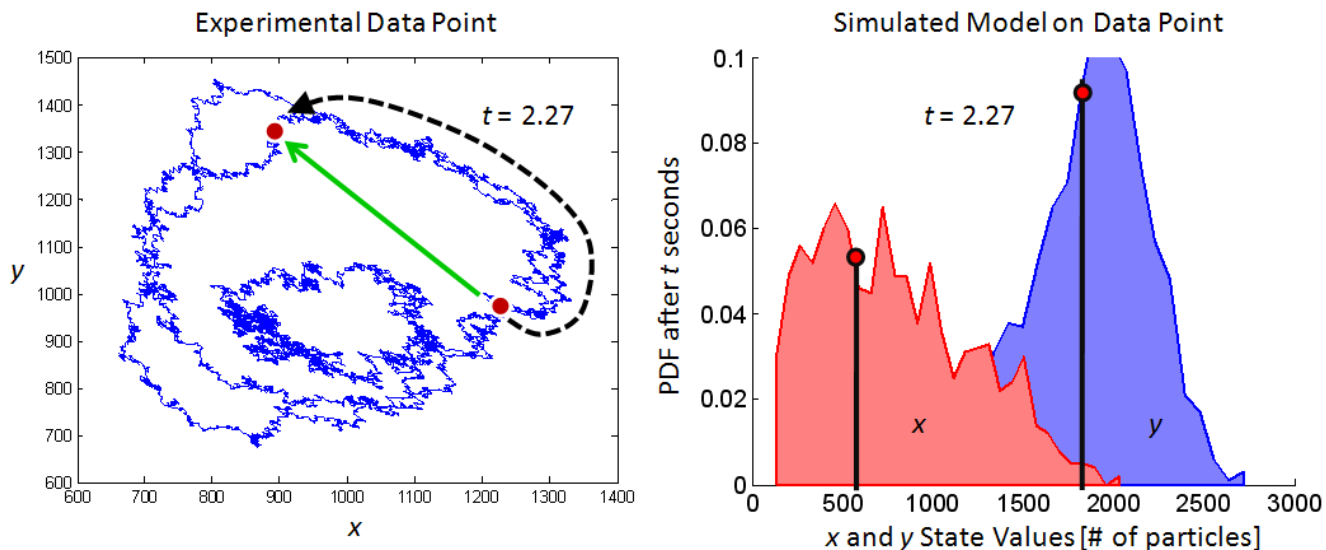 Experimental Data Point
1500
1400
1300
1200
1100
1000
900
800
700
600
y
600 700 800 900 1000 1100 1200 1300 1400
x
t = 2.27
Simulated Model on Data Point
0.1
0.08
0.06
0.04
0.02
0
PDF after t seconds
t = 2.27
x
y
0 500 1000 1500 2000 2500 3000
x and y State Values [# of particles]